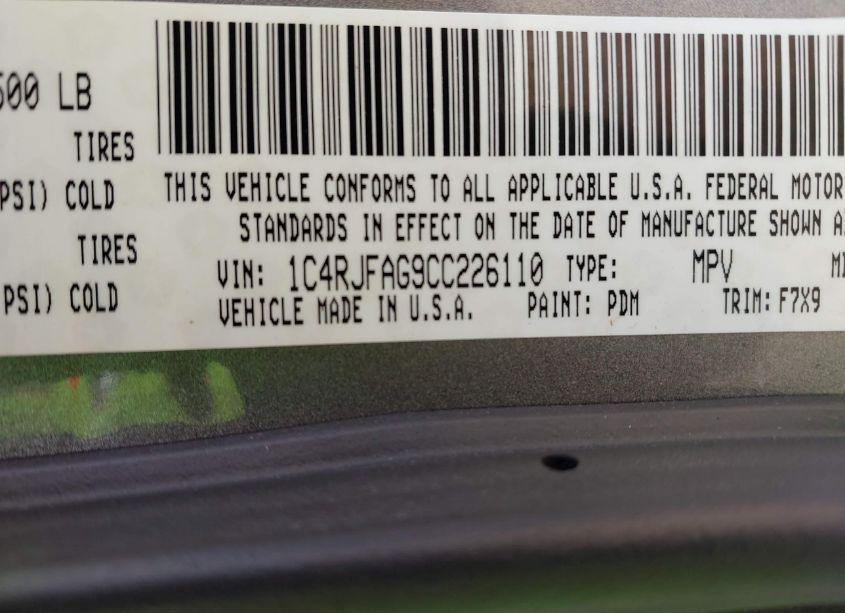 500 LB
TIRES
PSI) COLD
THIS VEHICLE CONFORMS TO ALL APPLICABLE U.S.A. FEDERAL MOTOR
STANDARDS IN EFFECT ON THE DATE OF MANUFACTURE SHOWN
TIRES
VIN: 1C4RJFAG9CC226110 TYPE: MPV
PSI) COLD
VEHICLE MADE IN U.S.A. PAINT: PDM TRIM: F7X9